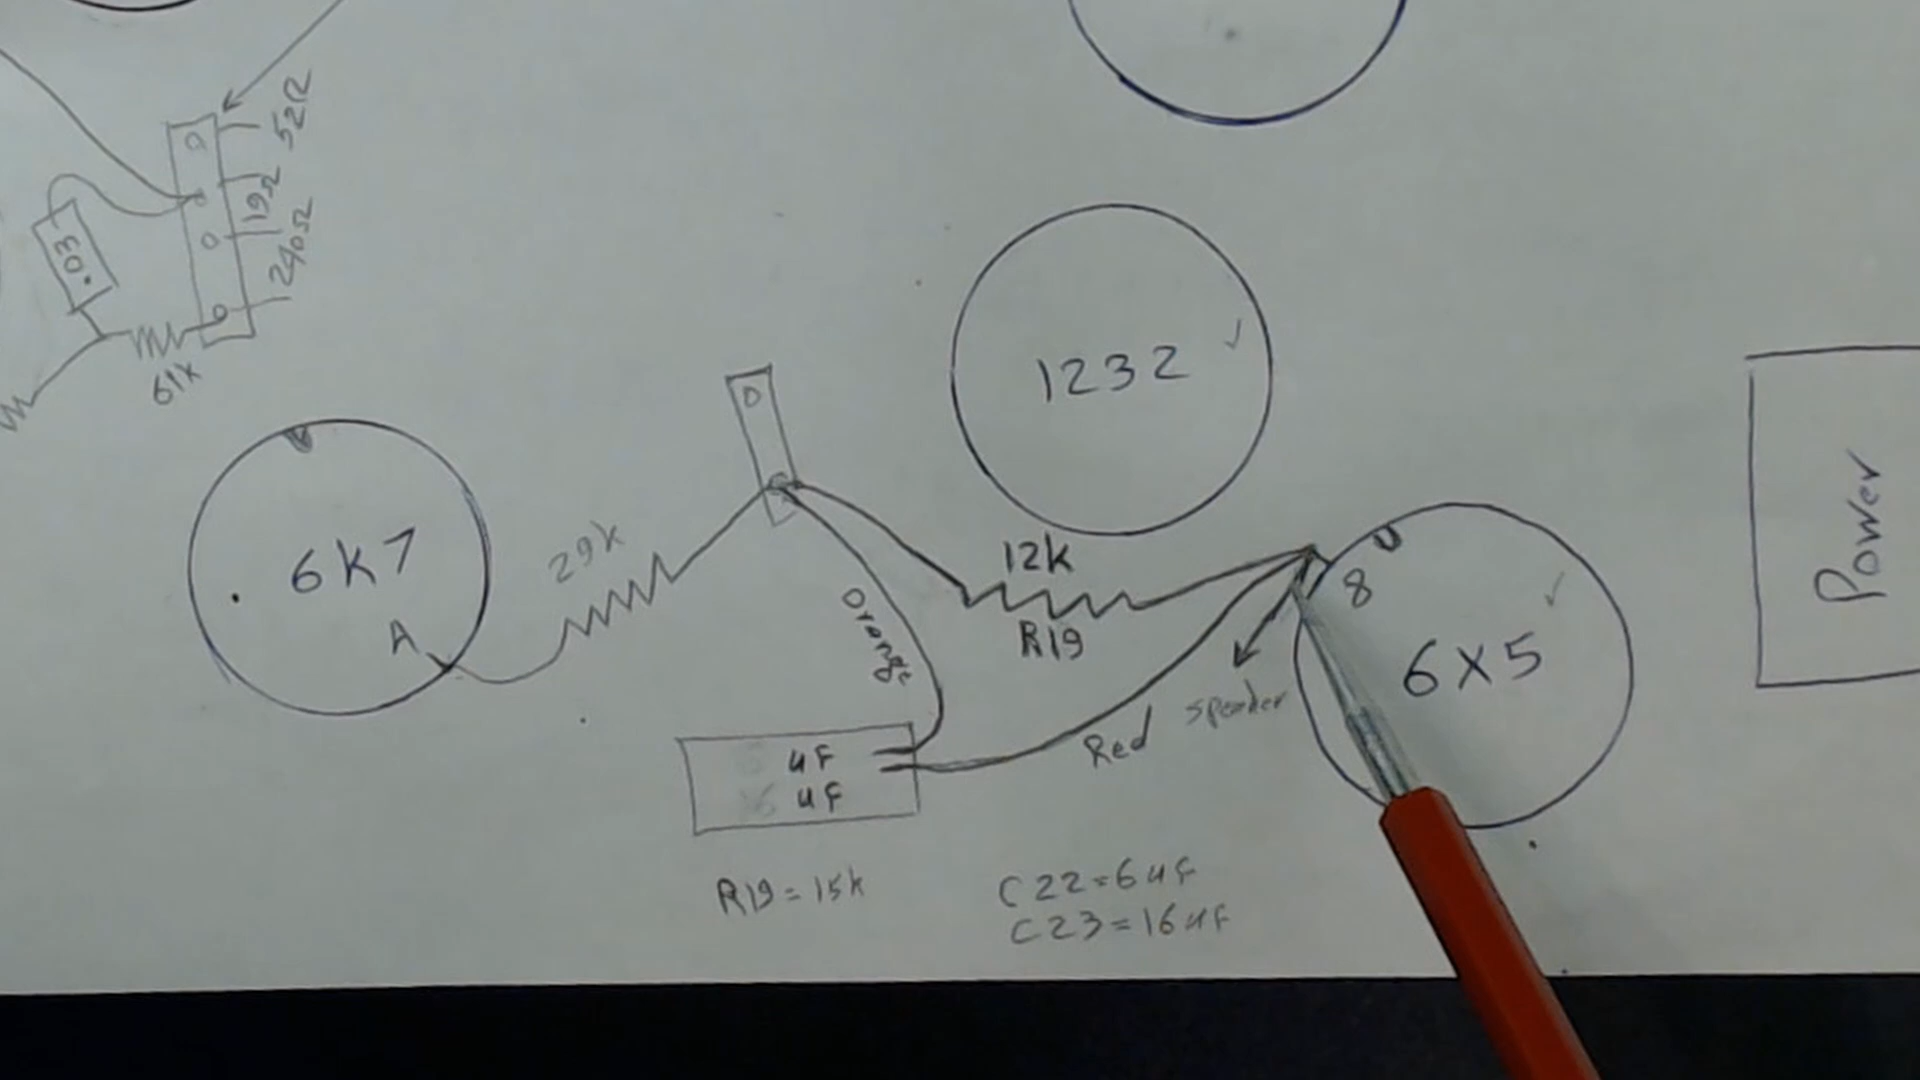 52Ω
19Ω
240Ω
.03
61k
1232
Power
6K7
A
29k
12k
R19
8
6X5
Orange
speaker
Red
uF
uF
R19=15k
C22=6uF
C23=16uF